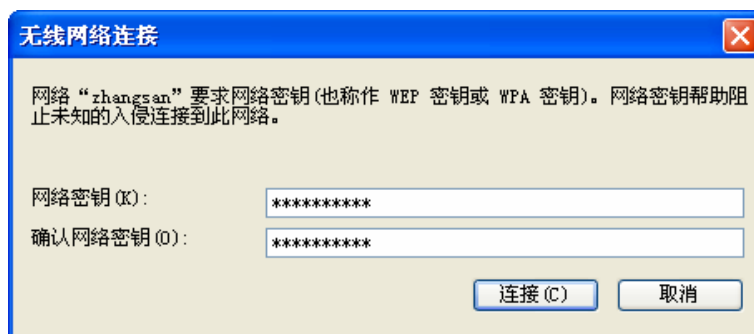 无线网络连接
网络“zhangsan”要求网络密钥(也称作 WEP 密钥或 WPA 密钥)。网络密钥帮助阻
止未知的入侵连接到此网络。
网络密钥(K): **********
确认网络密钥(O): **********
连接(C) 取消